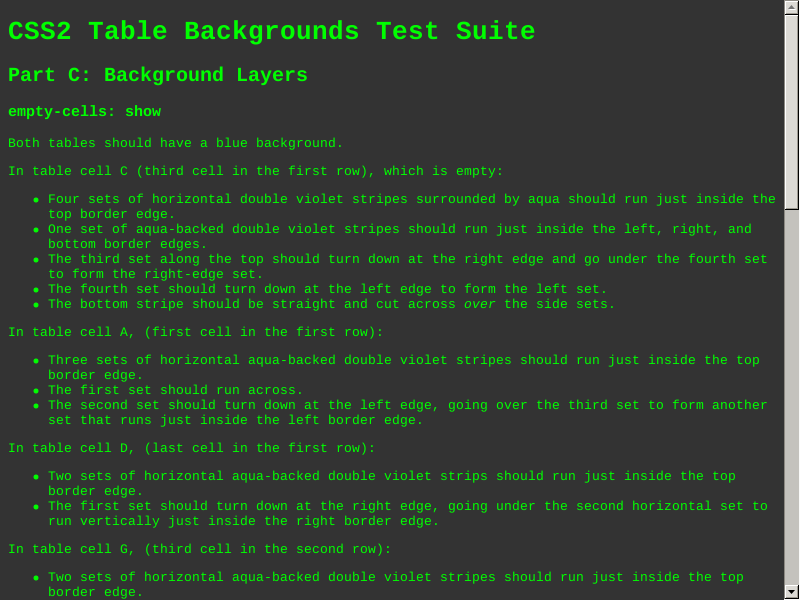 CSS2 Table Backgrounds Test Suite
Part C: Background Layers
empty-cells: show
Both tables should have a blue background.
In table cell C (third cell in the first row), which is empty:
Four sets of horizontal double violet stripes surrounded by aqua should run just inside the
top border edge.
One set of aqua-backed double violet stripes should run just inside the left, right, and
bottom border edges.
The third set along the top should turn down at the right edge and go under the fourth set
to form the right-edge set.
The fourth set should turn down at the left edge to form the left set.
The bottom stripe should be straight and cut across over the side sets.
In table cell A, (first cell in the first row):
Three sets of horizontal aqua-backed double violet stripes should run just inside the top
border edge.
The first set should run across.
The second set should turn down at the left edge, going over the third set to form another
set that runs just inside the left border edge.
In table cell D, (last cell in the first row):
Two sets of horizontal aqua-backed double violet strips should run just inside the top
border edge.
The first set should turn down at the right edge, going under the second horizontal set to
run vertically just inside the right border edge.
In table cell G, (third cell in the second row):
Two sets of horizontal aqua-backed double violet stripes should run just inside the top
border edge.